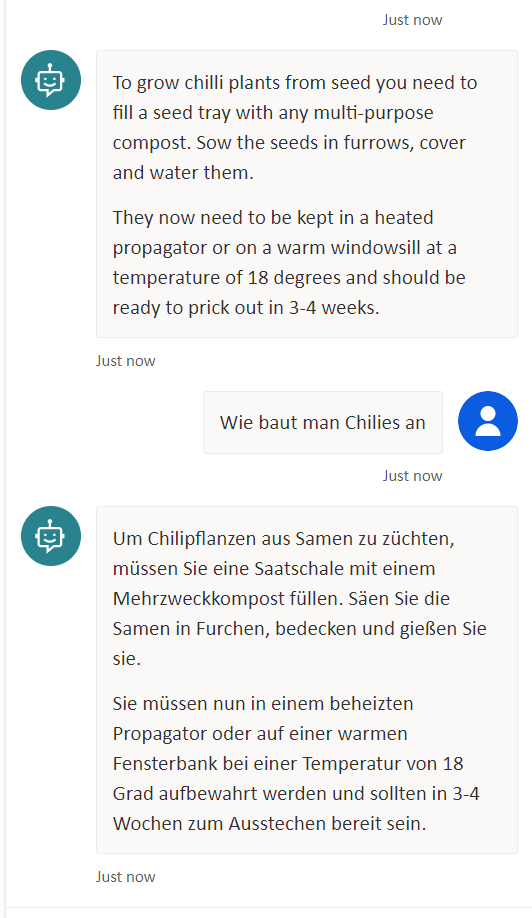 Just now
To grow chilli plants from seed you need to
fill a seed tray with any multi-purpose
compost. Sow the seeds in furrows, cover
and water them.
They now need to be kept in a heated
propagator or on a warm windowsill at a
temperature of 18 degrees and should be
ready to prick out in 3-4 weeks.
Just now
Wie baut man Chilies an
Just now
Um Chilipflanzen aus Samen zu züchten,
müssen Sie eine Saatschale mit einem
Mehrzweckkompost füllen. Säen Sie die
Samen in Furchen, bedecken und gießen Sie
sie.
Sie müssen nun in einem beheizten
Propagator oder auf einer warmen
Fensterbank bei einer Temperatur von 18
Grad aufbewahrt werden und sollten in 3-4
Wochen zum Ausstechen bereit sein.
Just now